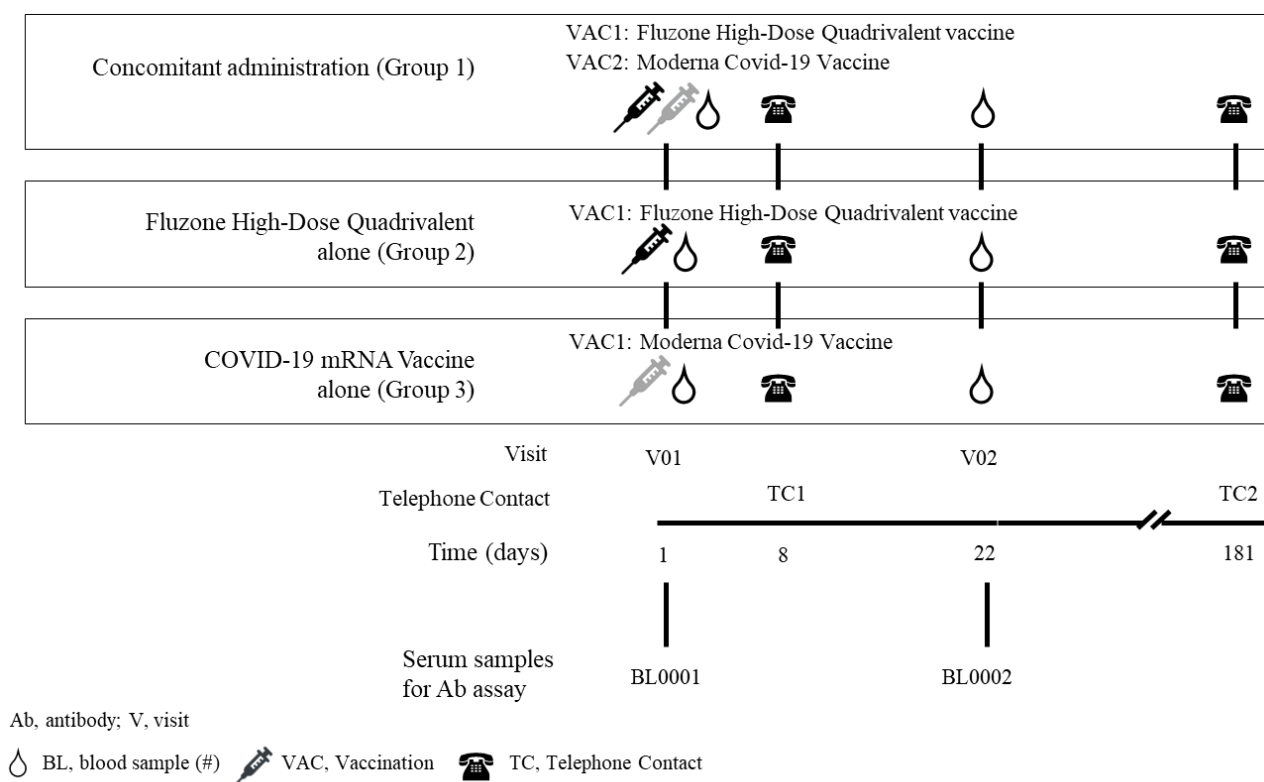 VAC1: Fluzone High-Dose Quadrivalent vaccine
VAC2: Moderna Covid-19 Vaccine
Concomitant administration (Group 1)
VAC1: Fluzone High-Dose Quadrivalent vaccine
Fluzone High-Dose Quadrivalent
alone (Group 2)
VAC1: Moderna Covid-19 Vaccine
COVID-19 mRNA Vaccine
alone (Group 3)
Visit V01 V02
Telephone Contact TC1 TC2
Time (days) 1 8 22 181
Serum samples
for Ab assay
BL0001 BL0002
Ab, antibody; V, visit
BL, blood sample (#) VAC, Vaccination TC, Telephone Contact